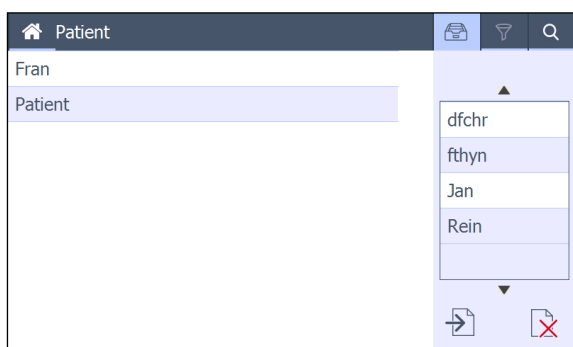 Patient
Fran
Patient
dfchr
fthyn
Jan
Rein